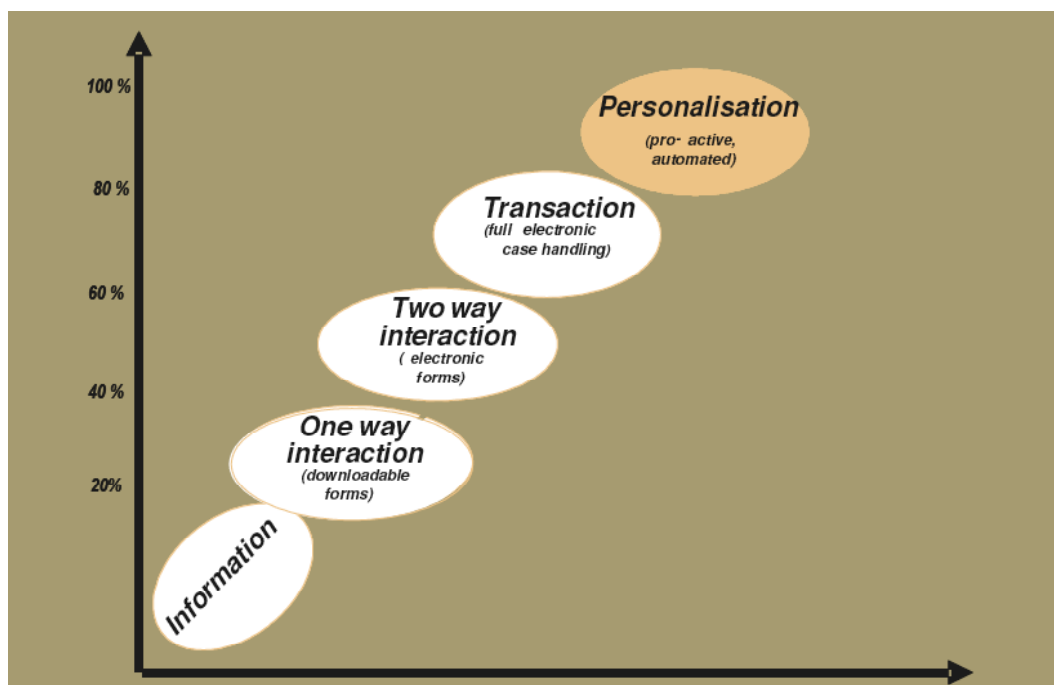 100 %
Personalisation
(pro- active,
automated)
80 %
Transaction
(full electronic
case handling)
60 %
Two way
interaction
( electronic
forms)
40 %
One way
interaction
(downloadable
forms)
20%
Information